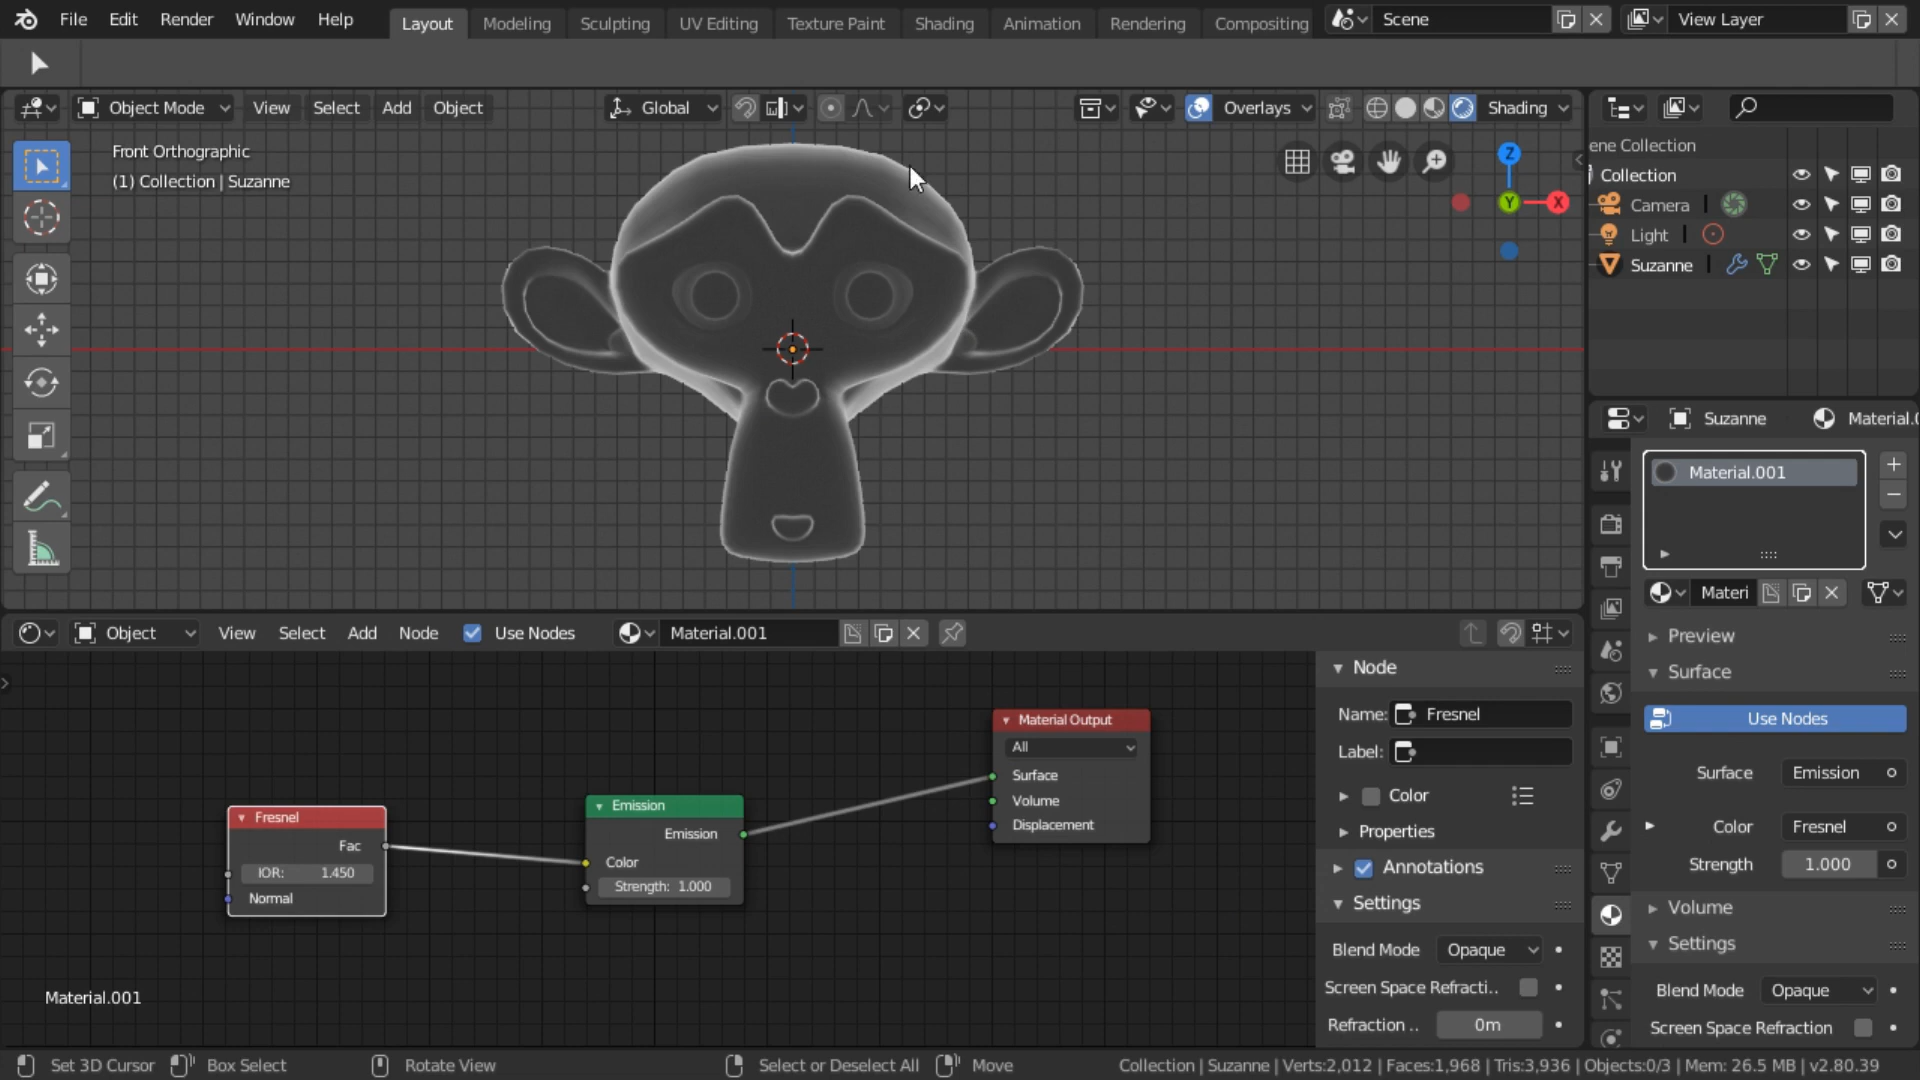 File Edit Render Window Help Layout Modeling Sculpting UV Editing Texture Paint Shading Animation Rendering Compositing Scene View Layer
Object Mode View Select Add Object Global Overlays Shading
Front Orthographic
(1) Collection | Suzanne
Z
Y
X
ene Collection
Collection
Camera
Light
Suzanne
Suzanne Material.0
Material.001
Materi
Preview
Surface
Use Nodes
Surface Emission
Color Fresnel
Strength 1.000
Volume
Settings
Blend Mode Opaque
Screen Space Refraction
Object View Select Add Node Use Nodes Material.001
Fresnel
Fac
IOR: 1.450
Normal
Emission
Emission
Color
Strength: 1.000
Material Output
All
Surface
Volume
Displacement
Material.001
Node
Name: Fresnel
Label:
Color
Properties
Annotations
Settings
Blend Mode Opaque
Screen Space Refracti..
Refraction .. 0m
Set 3D Cursor Box Select Rotate View Select or Deselect All Move Collection | Suzanne | Verts:2,012 | Faces:1,968 | Tris:3,936 | Objects:0/3 | Mem: 26.5 MB | v2.80.39